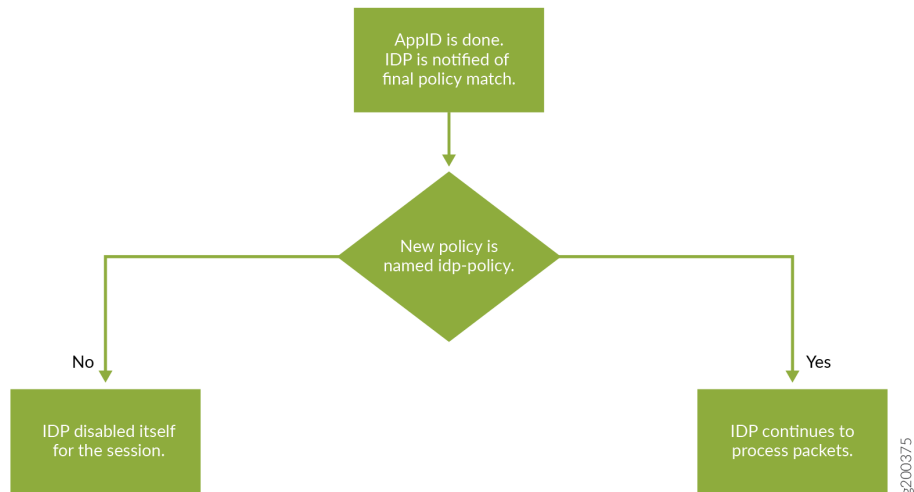 AppID is done.
IDP is notified of
final policy match.
New policy is
named idp-policy.
No
Yes
IDP disabled itself
for the session.
IDP continues to
process packets.
g200375